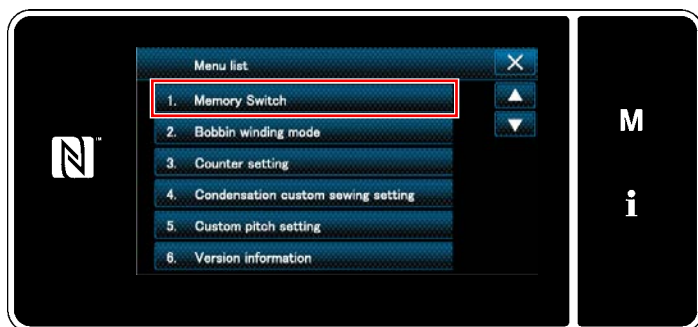 Menu list
1. Memory Switch
2. Bobbin winding mode
3. Counter setting
4. Condensation custom sewing setting
5. Custom pitch setting
6. Version information
N™
M
i